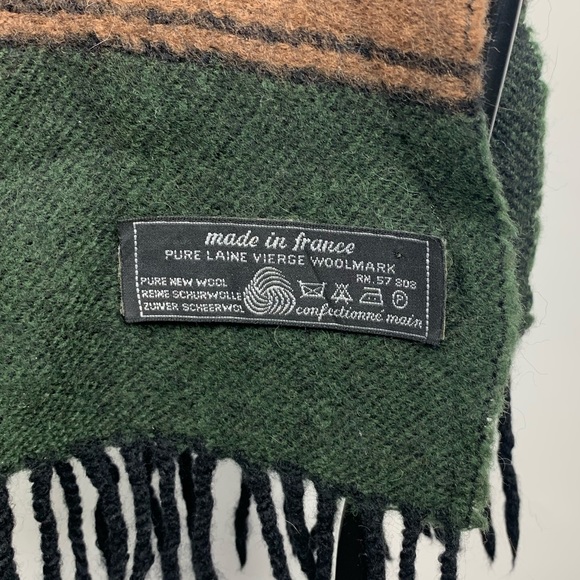 made in france
PURE LAINE VIERGE WOOLMARK
RN.57 808
PURE NEW WOOL
REINE SCHURWOLLE
ZUIVER SCHEERWOL
P
confectionné main